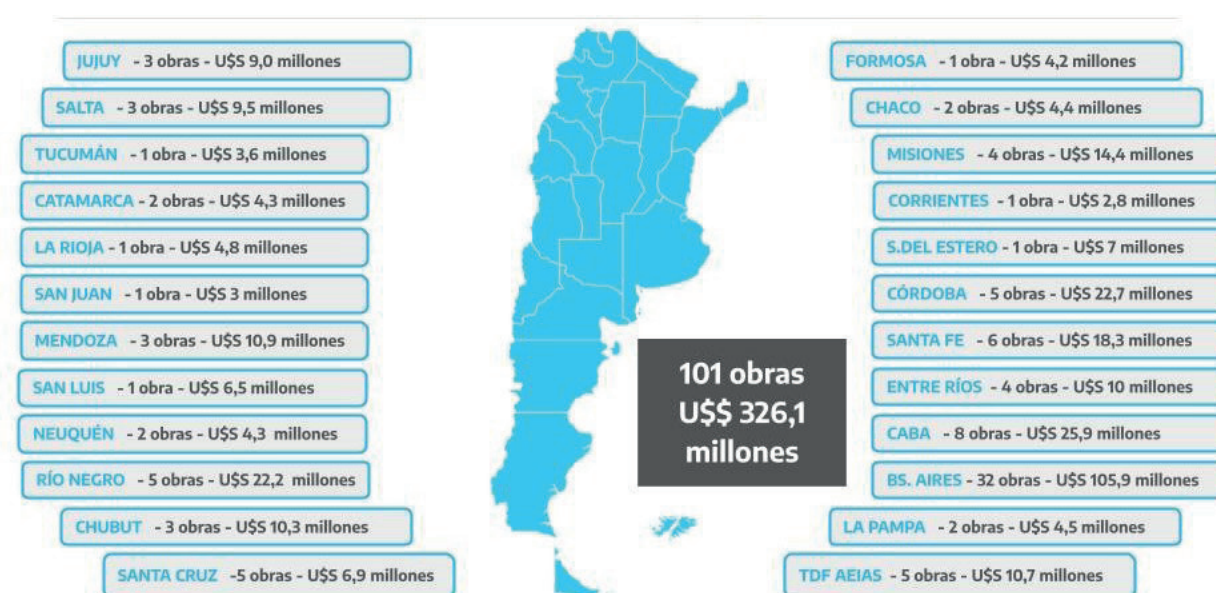 JUJUY - 3 obras - U$S 9,0 millones
SALTA - 3 obras - U$S 9,5 millones
TUCUMÁN - 1 obra - U$S 3,6 millones
CATAMARCA - 2 obras - U$S 4,3 millones
LA RIOJA - 1 obra - U$S 4,8 millones
SAN JUAN - 1 obra - U$S 3 millones
MENDOZA - 3 obras - U$S 10,9 millones
SAN LUIS - 1 obra - U$S 6,5 millones
NEUQUÉN - 2 obras - U$S 4,3 millones
RÍO NEGRO - 5 obras - U$S 22,2 millones
CHUBUT - 3 obras - U$S 10,3 millones
SANTA CRUZ -5 obras - U$S 6,9 millones
101 obras
U$$ 326,1
millones
FORMOSA - 1 obra - U$S 4,2 millones
CHACO - 2 obras - U$S 4,4 millones
MISIONES - 4 obras - U$S 14,4 millones
CORRIENTES - 1 obra - U$S 2,8 millones
S.DEL ESTERO - 1 obra - U$S 7 millones
CÓRDOBA - 5 obras - U$S 22,7 millones
SANTA FE - 6 obras - U$S 18,3 millones
ENTRE RÍOS - 4 obras - U$S 10 millones
CABA - 8 obras - U$S 25,9 millones
BS. AIRES - 32 obras - U$S 105,9 millones
LA PAMPA - 2 obras - U$S 4,5 millones
TDF AEIAS - 5 obras - U$S 10,7 millones